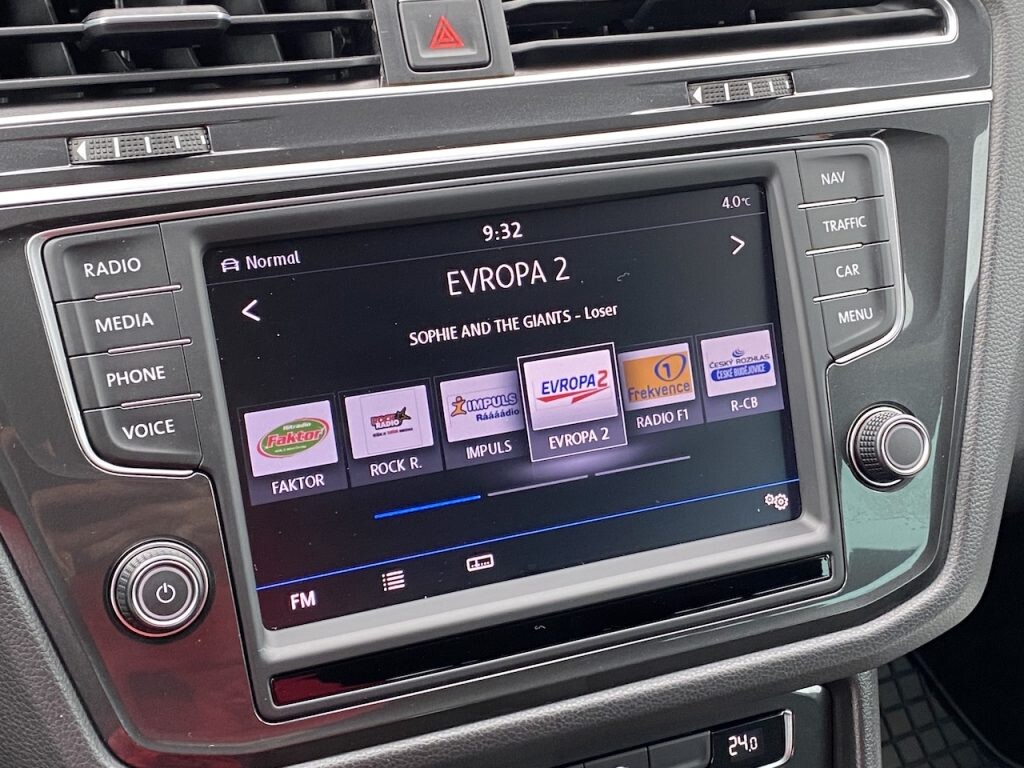 NAV
4.0°C
9:32
TRAFFIC
Normal
RADIO
EVROPA 2
CAR
MEDIA
SOPHIE AND THE GIANTS - Loser
MENU
PHONE
VOICE
Hitrádio
Faktor
FAKTOR
ROCK
RADIO
ROCK R.
IMPULS
Ráááádio
IMPULS
EVROPA 2
EVROPA 2
1
Frekvence
RADIO F1
ČESKÝ ROZHLAS
ČESKÉ BUDĚJOVICE
R-CB
FM
24.0